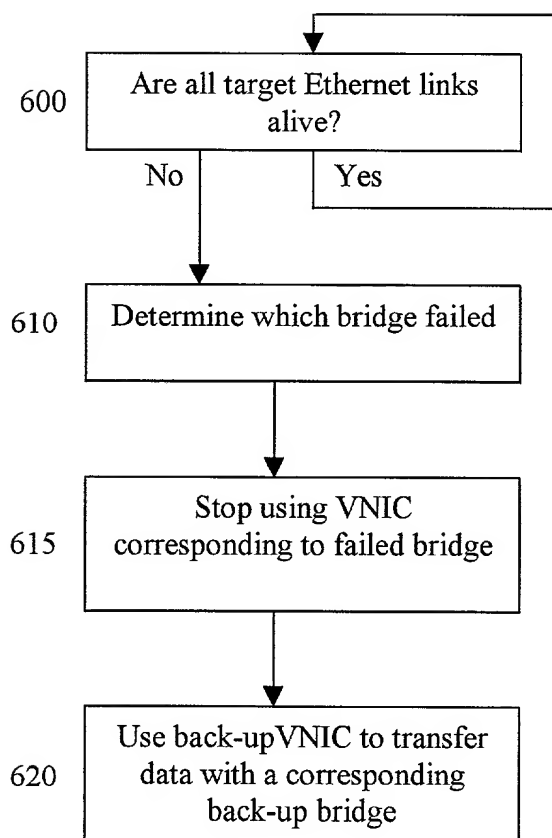 600
Are all target Ethernet links
alive?
No
Yes
610
Determine which bridge failed
615
Stop using VNIC
corresponding to failed bridge
620
Use back-upVNIC to transfer
data with a corresponding
back-up bridge